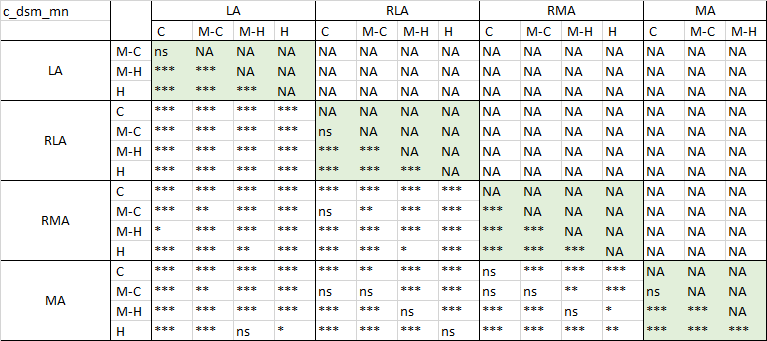 c_dsm_mn LA RLA RMA MA
C M-C M-H H C M-C M-H H C M-C M-H H C M-C M-H
LA M-C ns NA NA NA NA NA NA NA NA NA NA NA NA NA NA
M-H *** *** NA NA NA NA NA NA NA NA NA NA NA NA NA
H *** *** *** NA NA NA NA NA NA NA NA NA NA NA NA
RLA C *** *** *** *** NA NA NA NA NA NA NA NA NA NA NA
M-C *** *** *** *** ns NA NA NA NA NA NA NA NA NA NA
M-H *** *** *** *** *** *** NA NA NA NA NA NA NA NA NA
H *** *** *** *** *** *** *** NA NA NA NA NA NA NA NA
RMA C *** *** *** *** *** *** *** *** NA NA NA NA NA NA NA
M-C *** ** *** *** ns ** *** *** *** NA NA NA NA NA NA
M-H * *** *** *** *** *** *** *** *** *** NA NA NA NA NA
H *** *** ** *** *** *** * *** *** *** *** NA NA NA NA
MA C *** *** *** *** *** ** *** *** ns *** *** *** NA NA NA
M-C *** ** *** *** ns ns *** *** ns ns ** *** ns NA NA
M-H *** *** *** *** *** *** ns *** *** *** ns * *** *** NA
H *** *** ns * *** *** *** ns *** *** *** ** *** *** ***